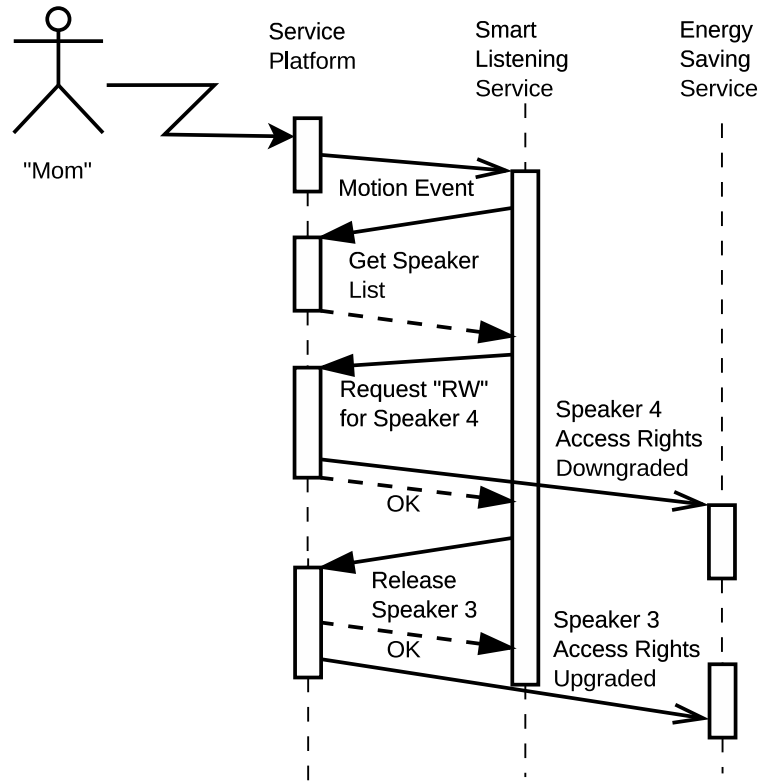 Service
Platform
Smart
Listening
Service
Energy
Saving
Service
"Mom"
Motion Event
Get Speaker
List
Request "RW"
for Speaker 4
Speaker 4
Access Rights
Downgraded
OK
Release
Speaker 3
OK
Speaker 3
Access Rights
Upgraded